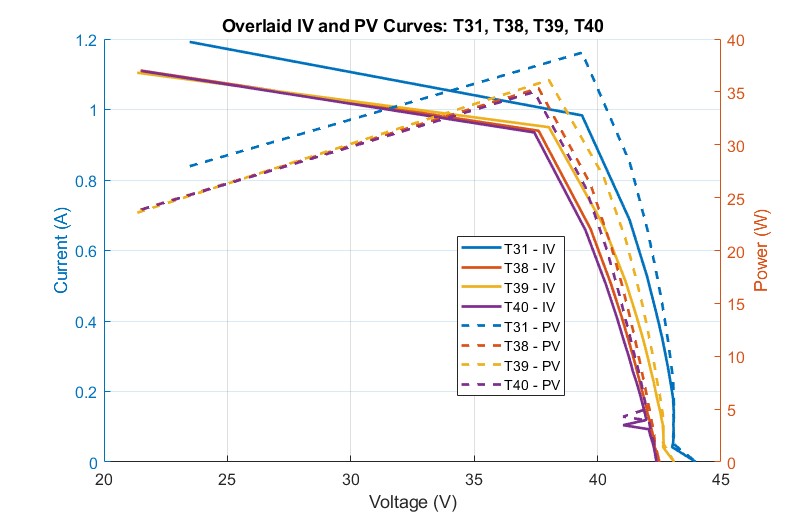 Overlaid IV and PV Curves: T31, T38, T39, T40
1.2
1
0.8
0.6
0.4
0.2
0
Current (A)
40
35
30
25
20
15
10
5
0
Power (W)
T31 - IV
T38 - IV
T39 - IV
T40 - IV
T31 - PV
T38 - PV
T39 - PV
T40 - PV
20 25 30 35 40 45
Voltage (V)